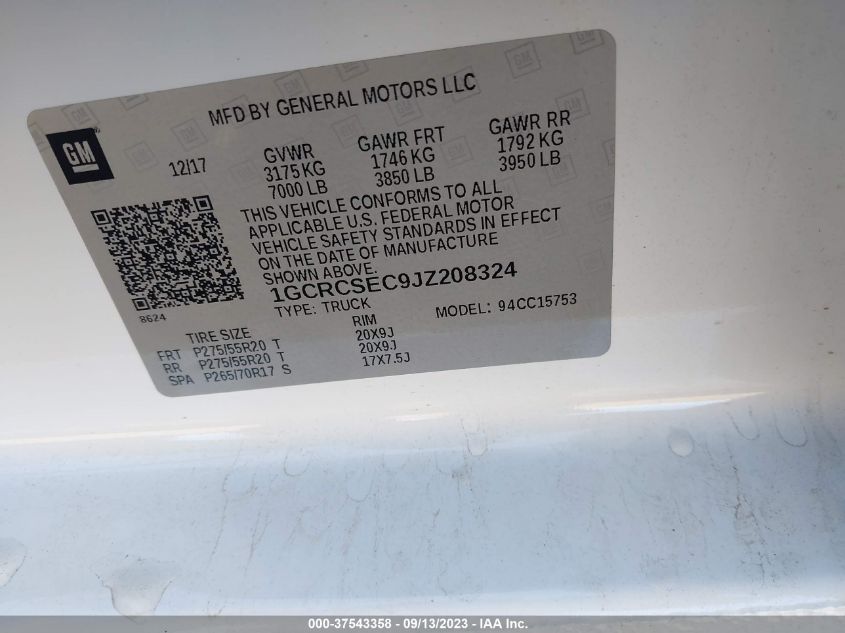 MFD BY GENERAL MOTORS LLC
GM
12/17
GVWR GAWR FRT GAWR RR
3175 KG 1746 KG 1792 KG
7000 LB 3850 LB 3950 LB
THIS VEHICLE CONFORMS TO ALL
APPLICABLE U.S. FEDERAL MOTOR
VEHICLE SAFETY STANDARDS IN EFFECT
ON THE DATE OF MANUFACTURE
SHOWN ABOVE.
1GCRCSEC9JZ208324
8624
TYPE: TRUCK MODEL: 94CC15753
TIRE SIZE RIM
FRT P275/55R20 T 20X9J
RR P275/55R20 T 20X9J
SPA P265/70R17 S 17X7.5J
000-37543358 - 09/13/2023 - IAA Inc.